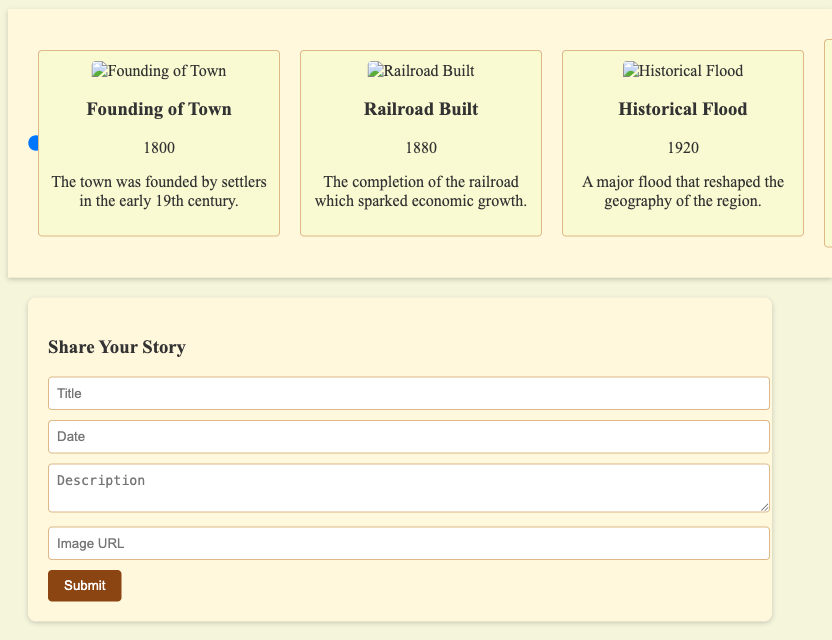 Founding of Town
Founding of Town
1800
The town was founded by settlers
in the early 19th century.
Railroad Built
Railroad Built
1880
The completion of the railroad
which sparked economic growth.
Historical Flood
Historical Flood
1920
A major flood that reshaped the
geography of the region.
Share Your Story
Title
Date
Description
Image URL
Submit